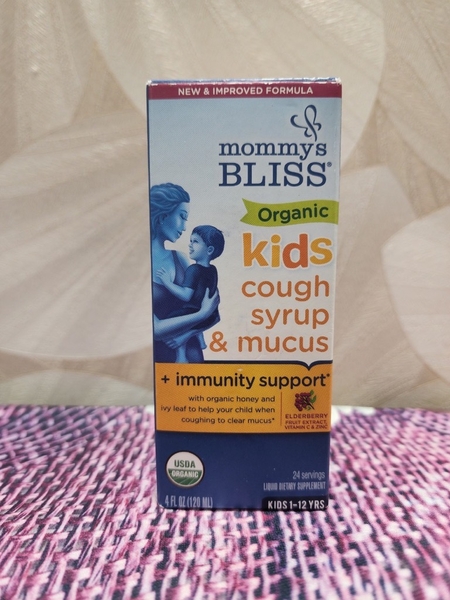 NEW & IMPROVED FORMULA
mommy's
BLISS®
Organic
kids
cough
syrup
& mucus
+ immunity support*
with organic honey and
ivy leaf to help your child when
coughing to clear mucus*
ELDERBERRY
FRUIT EXTRACT,
VITAMIN C & ZINC
USDA
ORGANIC
24 servings
LIQUID DIETARY SUPPLEMENT
4 FL OZ (120 ML)
KIDS 1-12 YRS